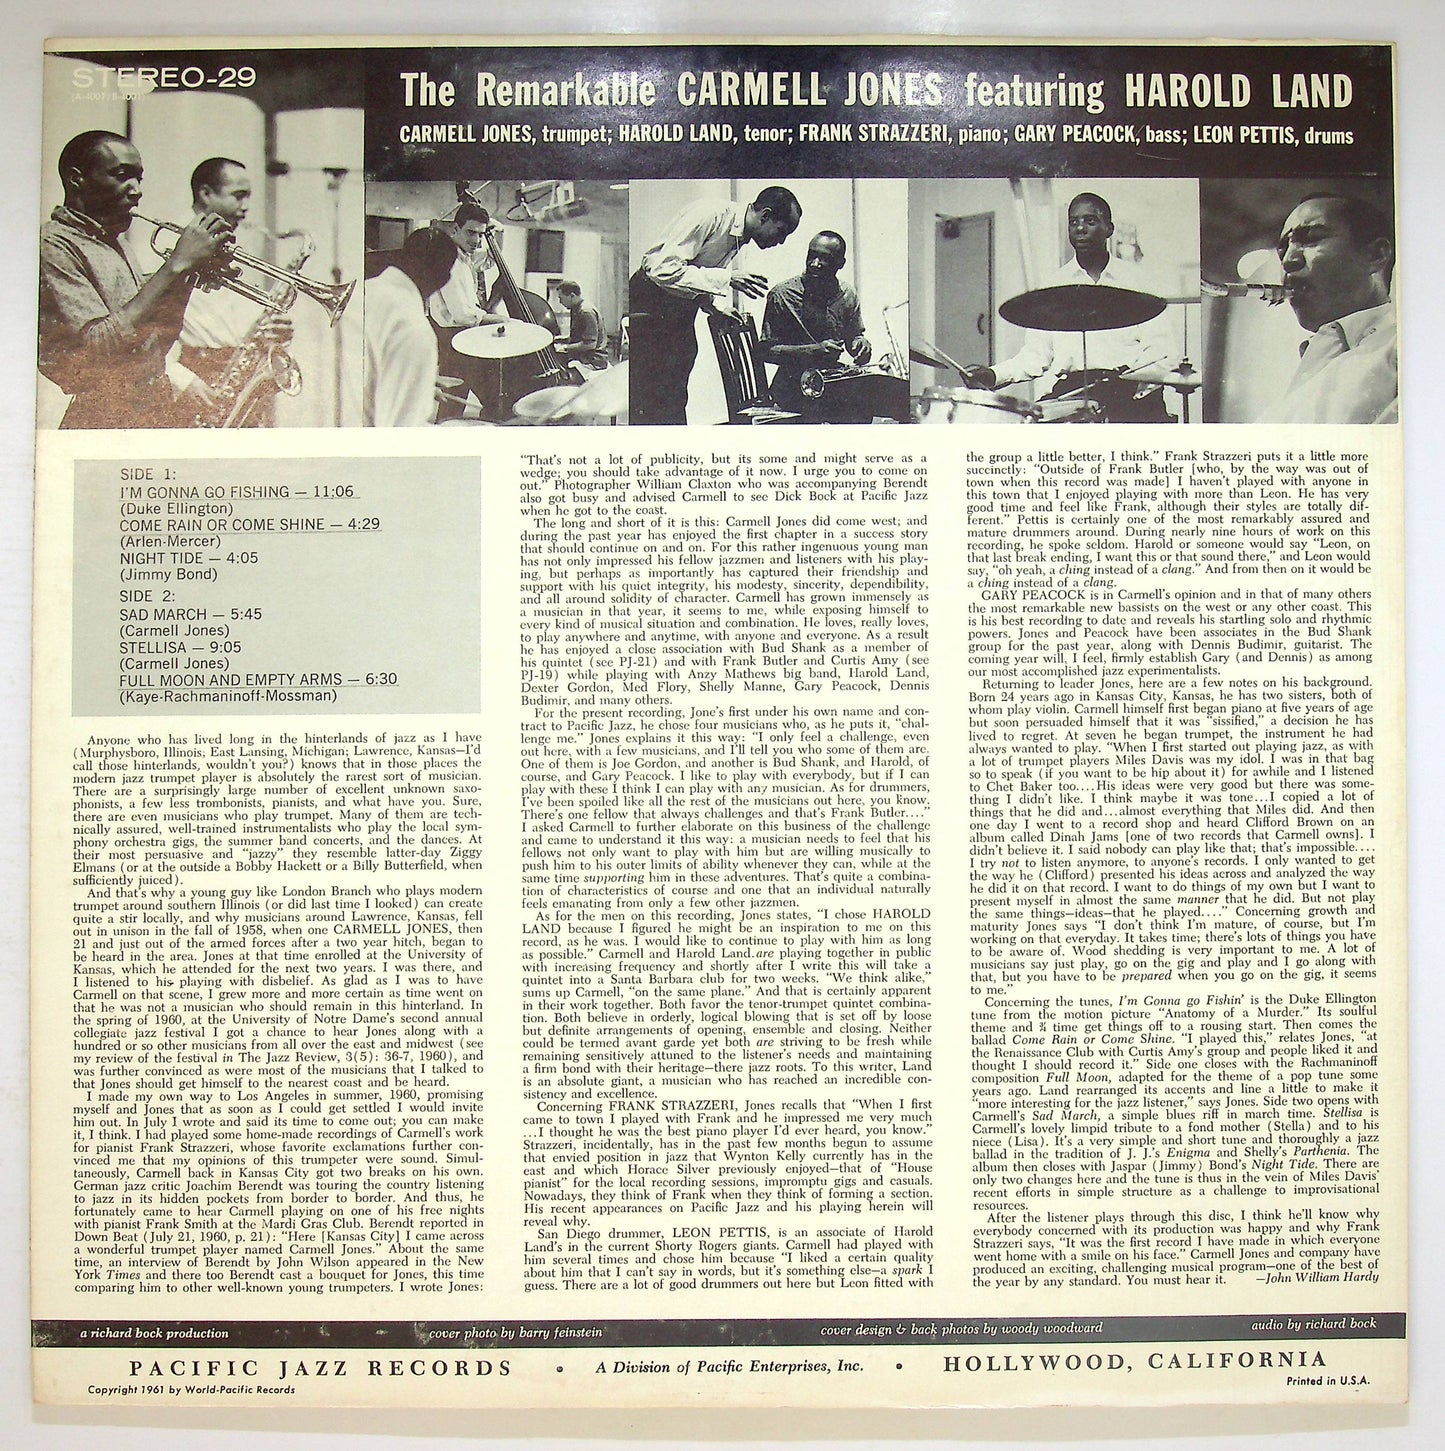 STEREO-29
(A-4007/B-4001)
The Remarkable CARMELL JONES featuring HAROLD LAND
CARMELL JONES, trumpet; HAROLD LAND, tenor; FRANK STRAZZERI, piano; GARY PEACOCK, bass; LEON PETTIS, drums
SIDE 1:
I'M GONNA GO FISHING — 11:06
(Duke Ellington)
COME RAIN OR COME SHINE — 4:29
(Arlen-Mercer)
NIGHT TIDE — 4:05
(Jimmy Bond)
SIDE 2:
SAD MARCH — 5:45
(Carmell Jones)
STELLISA — 9:05
(Carmell Jones)
FULL MOON AND EMPTY ARMS — 6:30
(Kaye-Rachmaninoff-Mossman)
Anyone who has lived long in the hinterlands of jazz as I have
(Murphysboro, Illinois; East Lansing, Michigan; Lawrence, Kansas—I'd
call those hinterlands, wouldn't you?) knows that in those places the
modern jazz trumpet player is absolutely the rarest sort of musician.
There are a surprisingly large number of excellent unknown saxo-
phonists, a few less trombonists, pianists, and what have you. Sure,
there are even musicians who play trumpet. Many of them are tech-
nically assured, well-trained instrumentalists who play the local sym-
phony orchestra gigs, the summer band concerts, and the dances. At
their most persuasive and "jazzy" they resemble latter-day Ziggy
Elmans (or at the outside a Bobby Hackett or a Billy Butterfield, when
sufficiently juiced).
And that's why a young guy like London Branch who plays modern
trumpet around southern Illinois (or did last time I looked) can create
quite a stir locally, and why musicians around Lawrence, Kansas, fell
out in unison in the fall of 1958, when one CARMELL JONES, then
21 and just out of the armed forces after a two year hitch, began to
be heard in the area. Jones at that time enrolled at the University of
Kansas, which he attended for the next two years. I was there, and
I listened to his playing with disbelief. As glad as I was to have
Carmell on that scene, I grew more and more certain as time went on
that he was not a musician who should remain in this hinterland. In
the spring of 1960, at the University of Notre Dame's second annual
collegiate jazz festival I got a chance to hear Jones along with a
hundred or so other musicians from all over the east and midwest (see
my review of the festival in The Jazz Review, 3(5): 36-7, 1960), and
was further convinced as were most of the musicians that I talked to
that Jones should get himself to the nearest coast and be heard.
I made my own way to Los Angeles in summer, 1960, promising
myself and Jones that as soon as I could get settled I would invite
him out. In July I wrote and said its time to come out; you can make
it, I think. I had played some home-made recordings of Carmell's work
for pianist Frank Strazzeri, whose favorite exclamations further con-
vinced me that my opinions of this trumpeter were sound. Simul-
taneously, Carmell back in Kansas City got two breaks on his own.
German jazz critic Joachim Berendt was touring the country listening
to jazz in its hidden pockets from border to border. And thus, he
fortunately came to hear Carmell playing on one of his free nights
with pianist Frank Smith at the Mardi Gras Club. Berendt reported in
Down Beat (July 21, 1960, p. 21): "Here [Kansas City] I came across
a wonderful trumpet player named Carmell Jones." About the same
time, an interview of Berendt by John Wilson appeared in the New
York Times and there too Berendt cast a bouquet for Jones, this time
comparing him to other well-known young trumpeters. I wrote Jones:
"That's not a lot of publicity, but its some and might serve as a
wedge; you should take advantage of it now. I urge you to come on
out." Photographer William Claxton who was accompanying Berendt
also got busy and advised Carmell to see Dick Bock at Pacific Jazz
when he got to the coast.
The long and short of it is this: Carmell Jones did come west; and
during the past year has enjoyed the first chapter in a success story
that should continue on and on. For this rather ingenuous young man
has not only impressed his fellow jazzmen and listeners with his play-
ing, but perhaps as importantly has captured their friendship and
support with his quiet integrity, his modesty, sincerity, dependibility,
and all around solidity of character. Carmell has grown immensely as
a musician in that year, it seems to me, while exposing himself to
every kind of musical situation and combination. He loves, really loves,
to play anywhere and anytime, with anyone and everyone. As a result
he has enjoyed a close association with Bud Shank as a member of
his quintet (see PJ-21) and with Frank Butler and Curtis Amy (see
PJ-19) while playing with Anzy Mathews big band, Harold Land,
Dexter Gordon, Med Flory, Shelly Manne, Gary Peacock, Dennis
Budimir, and many others.
For the present recording, Jone's first under his own name and con-
tract to Pacific Jazz, he chose four musicians who, as he puts it, "chal-
lenge me." Jones explains it this way: "I only feel a challenge, even
out here, with a few musicians, and I'll tell you who some of them are.
One of them is Joe Gordon, and another is Bud Shank, and Harold, of
course, and Gary Peacock. I like to play with everybody, but if I can
play with these I think I can play with any musician. As for drummers,
I've been spoiled like all the rest of the musicians out here, you know.
There's one fellow that always challenges and that's Frank Butler...."
I asked Carmell to further elaborate on this business of the challenge
and came to understand it this way: a musician needs to feel that his
fellows not only want to play with him but are willing musically to
push him to his outer limits of ability whenever they can, while at the
same time supporting him in these adventures. That's quite a combina-
tion of characteristics of course and one that an individual naturally
feels emanating from only a few other jazzmen.
As for the men on this recording, Jones states, "I chose HAROLD
LAND because I figured he might be an inspiration to me on this
record, as he was. I would like to continue to play with him as long
as possible." Carmell and Harold Land are playing together in public
with increasing frequency and shortly after I write this will take a
quintet into a Santa Barbara club for two weeks. "We think alike,"
sums up Carmell, "on the same plane." And that is certainly apparent
in their work together. Both favor the tenor-trumpet quintet combina-
tion. Both believe in orderly, logical blowing that is set off by loose
but definite arrangements of opening, ensemble and closing. Neither
could be termed avant garde yet both are striving to be fresh while
remaining sensitively attuned to the listener's needs and maintaining
a firm bond with their heritage—there jazz roots. To this writer, Land
is an absolute giant, a musician who has reached an incredible con-
sistency and excellence.
Concerning FRANK STRAZZERI, Jones recalls that "When I first
came to town I played with Frank and he impressed me very much
...I thought he was the best piano player I'd ever heard, you know."
Strazzeri, incidentally, has in the past few months begun to assume
that envied position in jazz that Wynton Kelly currently has in the
east and which Horace Silver previously enjoyed—that of "House
pianist" for the local recording sessions, impromptu gigs and casuals.
Nowadays, they think of Frank when they think of forming a section.
His recent appearances on Pacific Jazz and his playing herein will
reveal why.
San Diego drummer, LEON PETTIS, is an associate of Harold
Land's in the current Shorty Rogers giants. Carmell had played with
him several times and chose him because "I liked a certain quality
about him that I can't say in words, but it's something else—a spark I
guess. There are a lot of good drummers out here but Leon fitted with
the group a little better, I think." Frank Strazzeri puts it a little more
succinctly: "Outside of Frank Butler [who, by the way was out of
town when this record was made] I haven't played with anyone in
this town that I enjoyed playing with more than Leon. He has very
good time and feel like Frank, although their styles are totally dif-
ferent." Pettis is certainly one of the most remarkably assured and
mature drummers around. During nearly nine hours of work on this
recording, he spoke seldom. Harold or someone would say "Leon, on
that last break ending, I want this or that sound there," and Leon would
say, "oh yeah, a ching instead of a clang." And from then on it would be
a ching instead of a clang.
GARY PEACOCK is in Carmell's opinion and in that of many others
the most remarkable new bassists on the west or any other coast. This
is his best recording to date and reveals his startling solo and rhythmic
powers. Jones and Peacock have been associates in the Bud Shank
group for the past year, along with Dennis Budimir, guitarist. The
coming year will, I feel, firmly establish Gary (and Dennis) as among
our most accomplished jazz experimentalists.
Returning to leader Jones, here are a few notes on his background.
Born 24 years ago in Kansas City, Kansas, he has two sisters, both of
whom play violin. Carmell himself first began piano at five years of age
but soon persuaded himself that it was "sissified," a decision he has
lived to regret. At seven he began trumpet, the instrument he had
always wanted to play. "When I first started out playing jazz, as with
a lot of trumpet players Miles Davis was my idol. I was in that bag
so to speak (if you want to be hip about it) for awhile and I listened
to Chet Baker too....His ideas were very good but there was some-
thing I didn't like. I think maybe it was tone...I copied a lot of
things that he did and...almost everything that Miles did. And then
one day I went to a record shop and heard Clifford Brown on an
album called Dinah Jams [one of two records that Carmell owns]. I
didn't believe it. I said nobody can play like that; that's impossible....
I try not to listen anymore, to anyone's records. I only wanted to get
the way he (Clifford) presented his ideas across and analyzed the way
he did it on that record. I want to do things of my own but I want to
present myself in almost the same manner that he did. But not play
the same things—ideas—that he played...." Concerning growth and
maturity Jones says "I don't think I'm mature, of course, but I'm
working on that everyday. It takes time; there's lots of things you have
to be aware of. Wood shedding is very important to me. A lot of
musicians say just play, go on the gig and play and I go along with
that, but you have to be prepared when you go on the gig, it seems
to me."
Concerning the tunes, I'm Gonna go Fishin' is the Duke Ellington
tune from the motion picture "Anatomy of a Murder." Its soulful
theme and ¾ time get things off to a rousing start. Then comes the
ballad Come Rain or Come Shine. "I played this," relates Jones, "at
the Renaissance Club with Curtis Amy's group and people liked it and
thought I should record it." Side one closes with the Rachmaninoff
composition Full Moon, adapted for the theme of a pop tune some
years ago. Land rearranged its accents and line a little to make it
"more interesting for the jazz listener," says Jones. Side two opens with
Carmell's Sad March, a simple blues riff in march time. Stellisa is
Carmell's lovely limpid tribute to a fond mother (Stella) and to his
niece (Lisa). It's a very simple and short tune and thoroughly a jazz
ballad in the tradition of J. J.'s Enigma and Shelly's Parthenia. The
album then closes with Jaspar (Jimmy) Bond's Night Tide. There are
only two changes here and the tune is thus in the vein of Miles Davis'
recent efforts in simple structure as a challenge to improvisational
resources.
After the listener plays through this disc, I think he'll know why
everybody concerned with its production was happy and why Frank
Strazzeri says, "It was the first record I have made in which everyone
went home with a smile on his face." Carmell Jones and company have
produced an exciting, challenging musical program—one of the best of
the year by any standard. You must hear it. —John William Hardy
a richard bock production
cover photo by barry feinstein
cover design & back photos by woody woodward
audio by richard bock
PACIFIC JAZZ RECORDS • A Division of Pacific Enterprises, Inc. • HOLLYWOOD, CALIFORNIA
Copyright 1961 by World-Pacific Records
Printed in U.S.A.